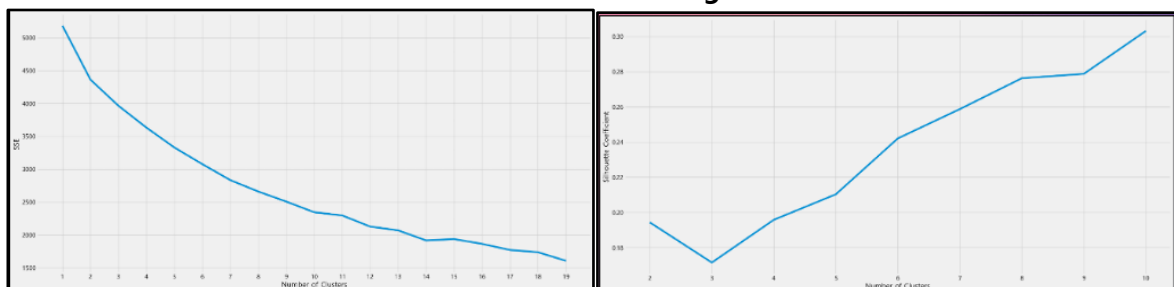 5000
4500
4000
3500
3000
2500
2000
1500
SSE
1 2 3 4 5 6 7 8 9 10 11 12 13 14 15 16 17 18 19
Number of Clusters
0.30
0.28
0.26
0.24
0.22
0.20
0.18
Silhouette Coefficient
2 3 4 5 6 7 8 9 10
Number of Clusters